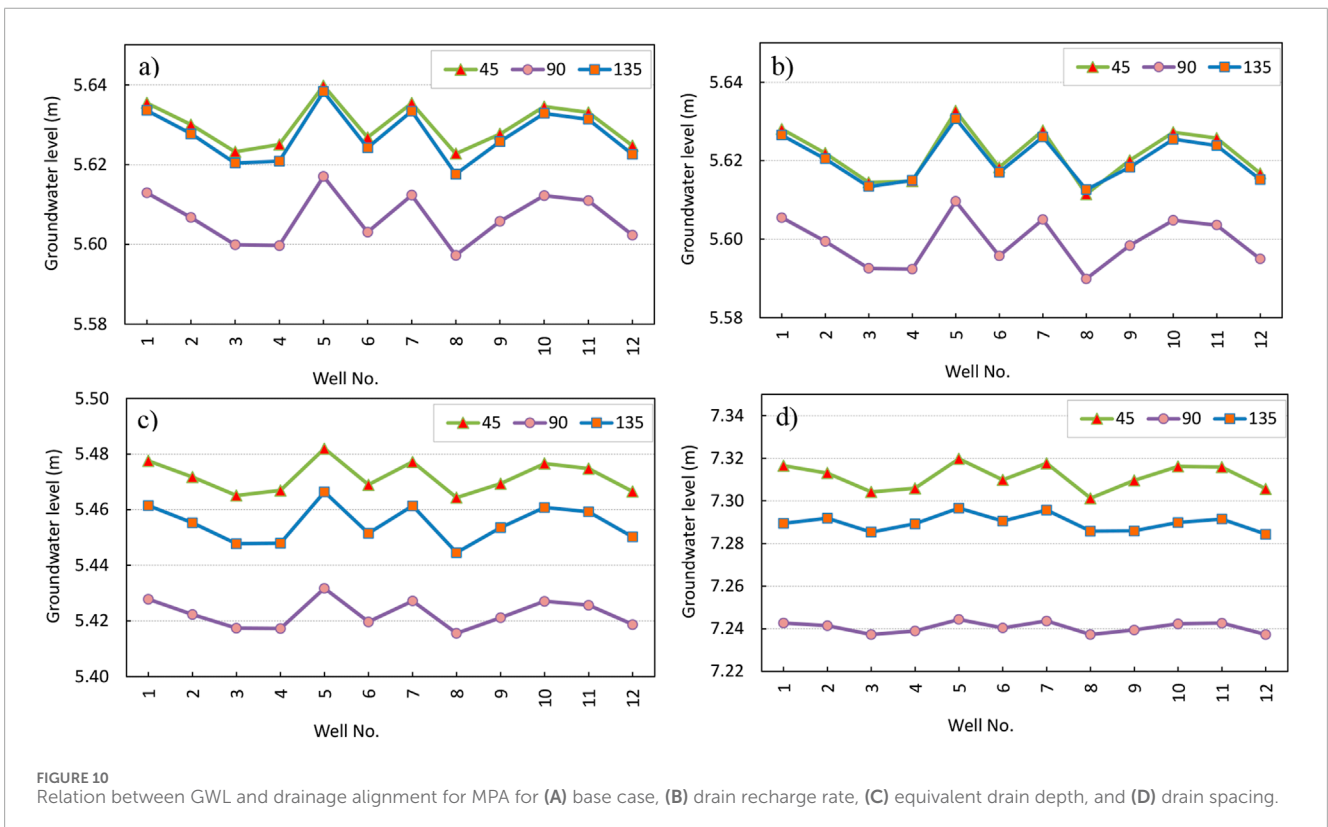 a)
45 90 135
5.64
5.62
5.60
5.58
Groundwater level (m)
1 2 3 4 5 6 7 8 9 10 11 12
Well No.
b)
45 90 135
5.64
5.62
5.60
5.58
Groundwater level (m)
1 2 3 4 5 6 7 8 9 10 11 12
Well No.
c)
45 90 135
5.50
5.48
5.46
5.44
5.42
5.40
Groundwater level (m)
1 2 3 4 5 6 7 8 9 10 11 12
Well No.
d)
45 90 135
7.34
7.32
7.30
7.28
7.26
7.24
7.22
Groundwater level (m)
1 2 3 4 5 6 7 8 9 10 11 12
Well No.
FIGURE 10
Relation between GWL and drainage alignment for MPA for (A) base case, (B) drain recharge rate, (C) equivalent drain depth, and (D) drain spacing.